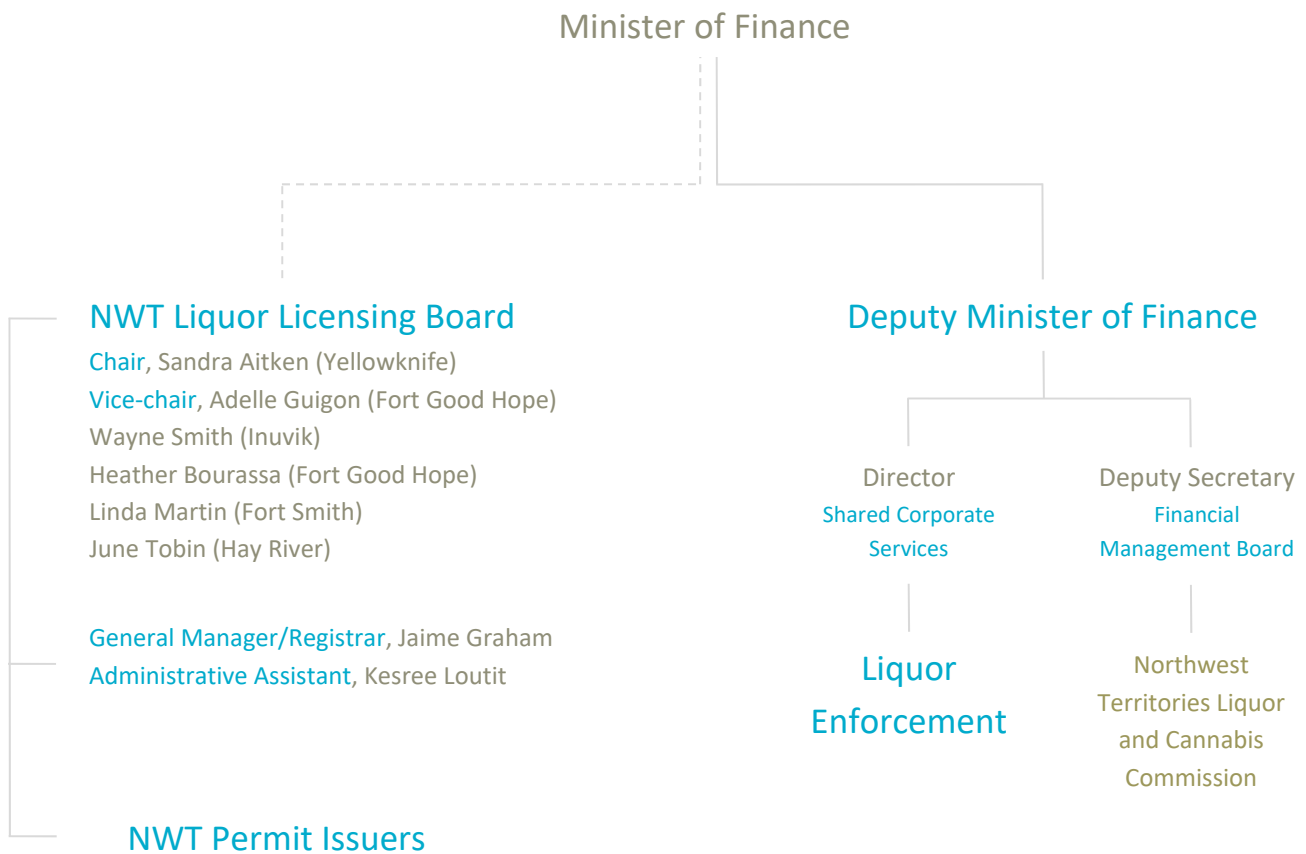 Minister of Finance
NWT Liquor Licensing Board
Chair, Sandra Aitken (Yellowknife)
Vice-chair, Adelle Guigon (Fort Good Hope)
Wayne Smith (Inuvik)
Heather Bourassa (Fort Good Hope)
Linda Martin (Fort Smith)
June Tobin (Hay River)
General Manager/Registrar, Jaime Graham
Administrative Assistant, Kesree Loutit
NWT Permit Issuers
Deputy Minister of Finance
Director
Shared Corporate
Services
Liquor
Enforcement
Deputy Secretary
Financial
Management Board
Northwest
Territories Liquor
and Cannabis
Commission